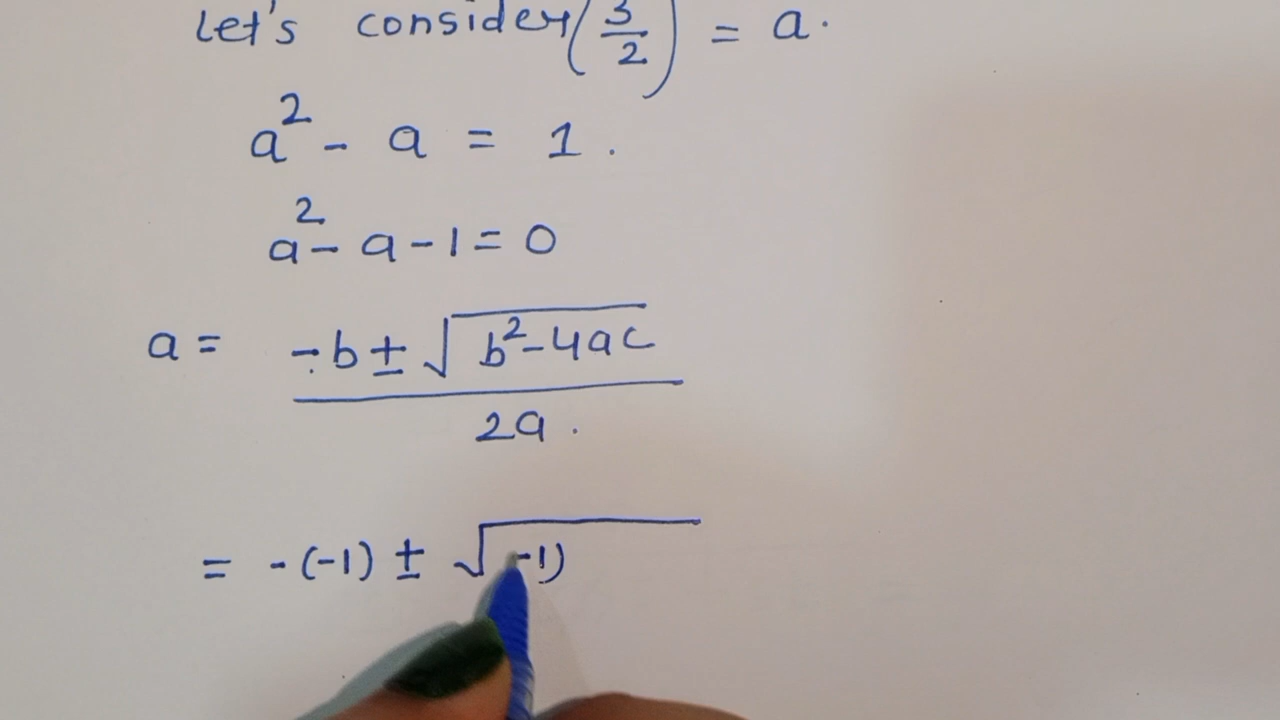 Let's consider (3/2) = a.
a² - a = 1.
a² - a - 1 = 0
a = (-b ± √(b² - 4ac)) / 2a.
= -(-1) ± √-1)